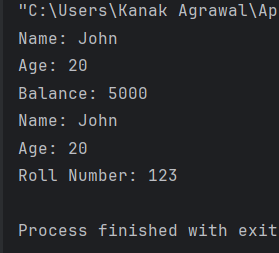 "C:\Users\Kanak Agrawal\Ap
Name: John
Age: 20
Balance: 5000
Name: John
Age: 20
Roll Number: 123
Process finished with exit